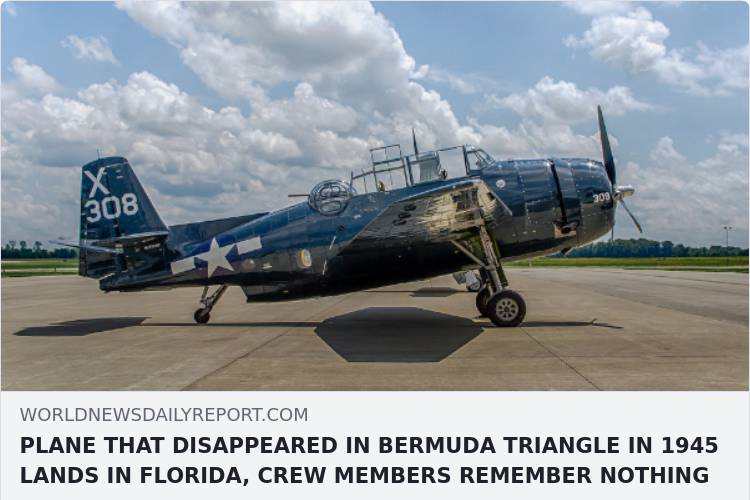 X
308
309
WORLDNEWSDAILYREPORT.COM
PLANE THAT DISAPPEARED IN BERMUDA TRIANGLE IN 1945
LANDS IN FLORIDA, CREW MEMBERS REMEMBER NOTHING